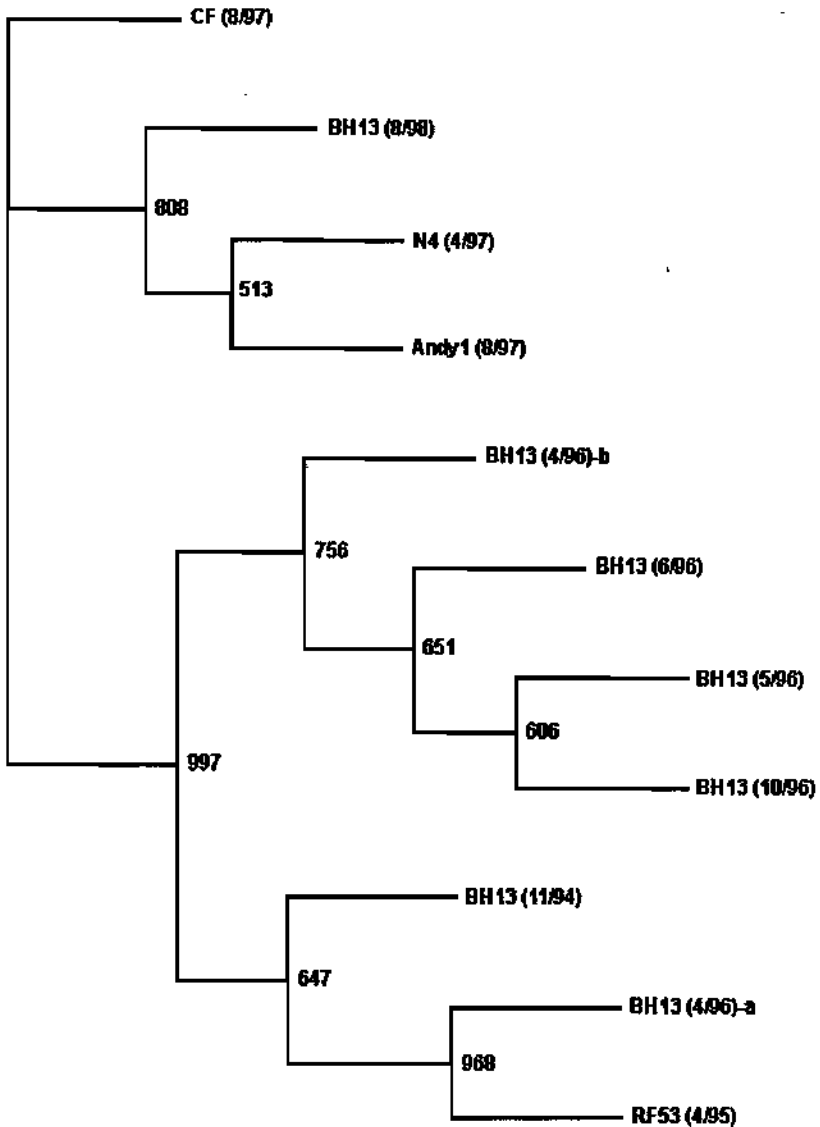 CF (8/97)
BH13 (8/98)
808
N4 (4/97)
513
Andy1 (8/97)
BH13 (4/96)-b
756
BH13 (6/96)
651
BH13 (5/96)
606
997
BH13 (10/96)
BH13 (11/94)
647
BH13 (4/96)-a
968
RF53 (4/95)